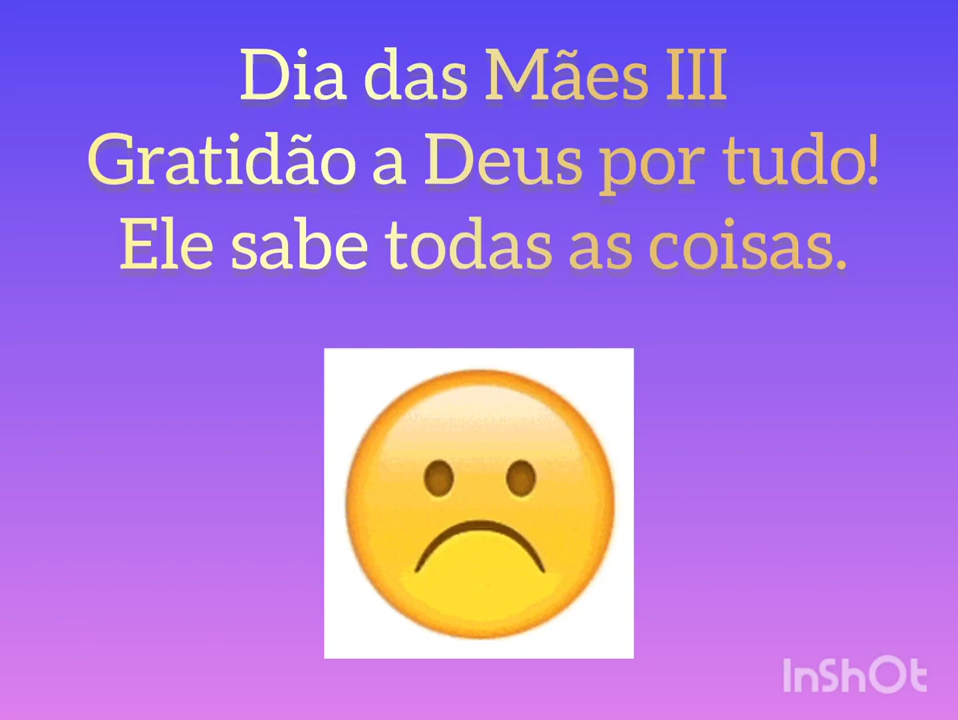 Dia das Mães III
Gratidão a Deus por tudo!
Ele sabe todas as coisas.
InShOt